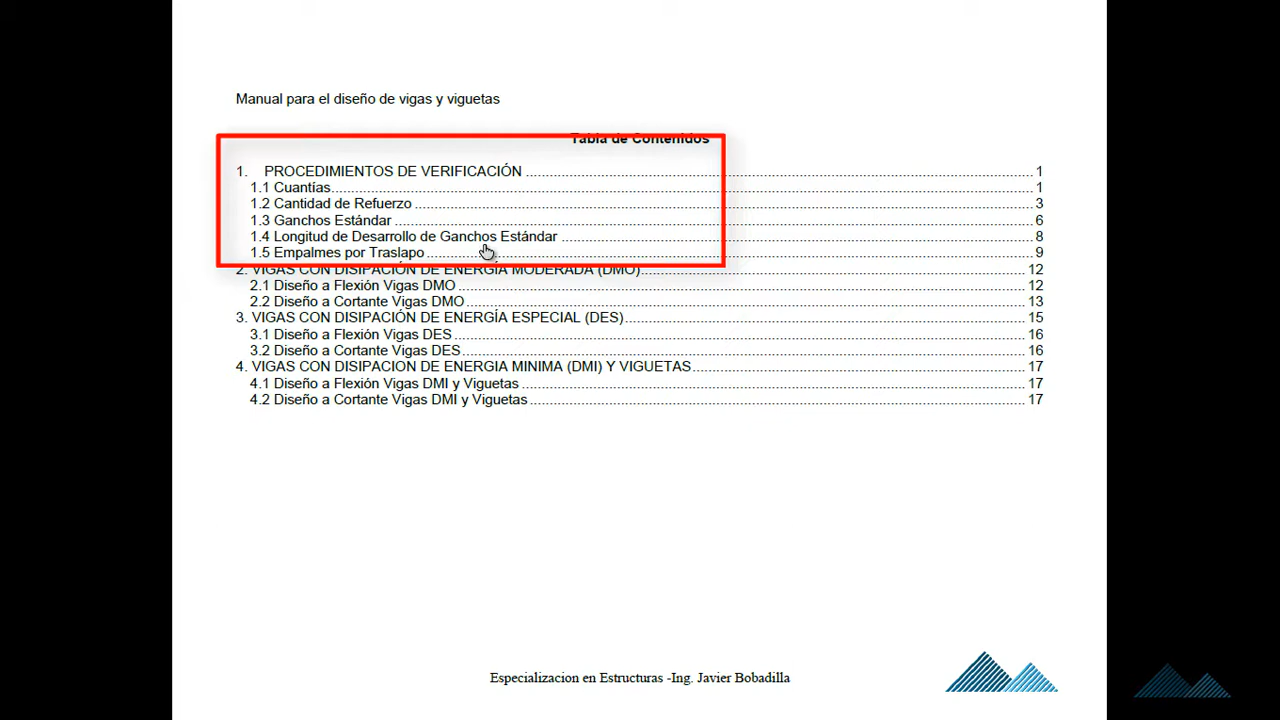 Manual para el diseño de vigas y viguetas
Tabla de Contenidos
1. PROCEDIMIENTOS DE VERIFICACIÓN ........ 1
1.1 Cuantías ........ 1
1.2 Cantidad de Refuerzo ........ 3
1.3 Ganchos Estándar ........ 6
1.4 Longitud de Desarrollo de Ganchos Estándar ........ 8
1.5 Empalmes por Traslapo ........ 9
2. VIGAS CON DISIPACIÓN DE ENERGÍA MODERADA (DMO) ........ 12
2.1 Diseño a Flexión Vigas DMO ........ 12
2.2 Diseño a Cortante Vigas DMO ........ 13
3. VIGAS CON DISIPACIÓN DE ENERGÍA ESPECIAL (DES) ........ 15
3.1 Diseño a Flexión Vigas DES ........ 16
3.2 Diseño a Cortante Vigas DES ........ 16
4. VIGAS CON DISIPACION DE ENERGIA MINIMA (DMI) Y VIGUETAS ........ 17
4.1 Diseño a Flexión Vigas DMI y Viguetas ........ 17
4.2 Diseño a Cortante Vigas DMI y Viguetas ........ 17
Especializacion en Estructuras -Ing. Javier Bobadilla